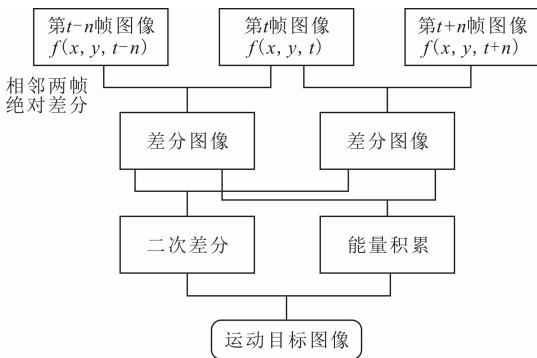 第t−n帧图像
f(x, y, t−n)
第t帧图像
f(x, y, t)
第t+n帧图像
f(x, y, t+n)
相邻两帧
绝对差分
差分图像
差分图像
二次差分
能量积累
运动目标图像